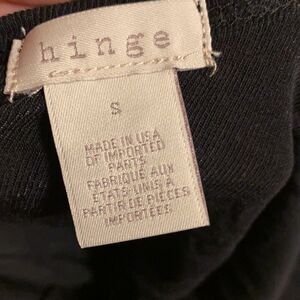 hinge
S
MADE IN USA
OF IMPORTED
PARTS
FABRIQUE AUX
ETATS UNIS A
PARTIR DE PIECES
IMPORTEES